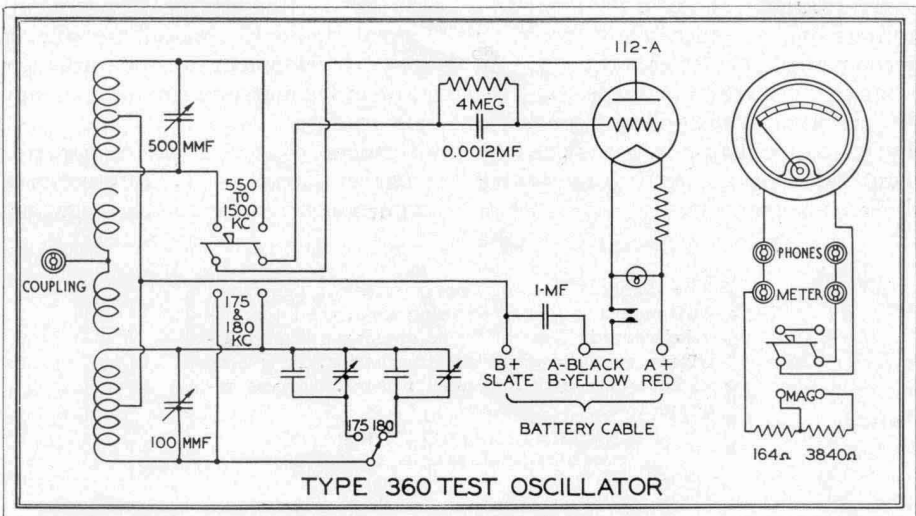 112-A
4 MEG
0.0012MF
500 MMF
550
TO
1500
KC
COUPLING
PHONES
METER
175
&
180
KC
1-MF
B+
SLATE
A-BLACK
B-YELLOW
A+
RED
MAG
100 MMF
175 180
BATTERY CABLE
164Ω 3840Ω
TYPE 360 TEST OSCILLATOR